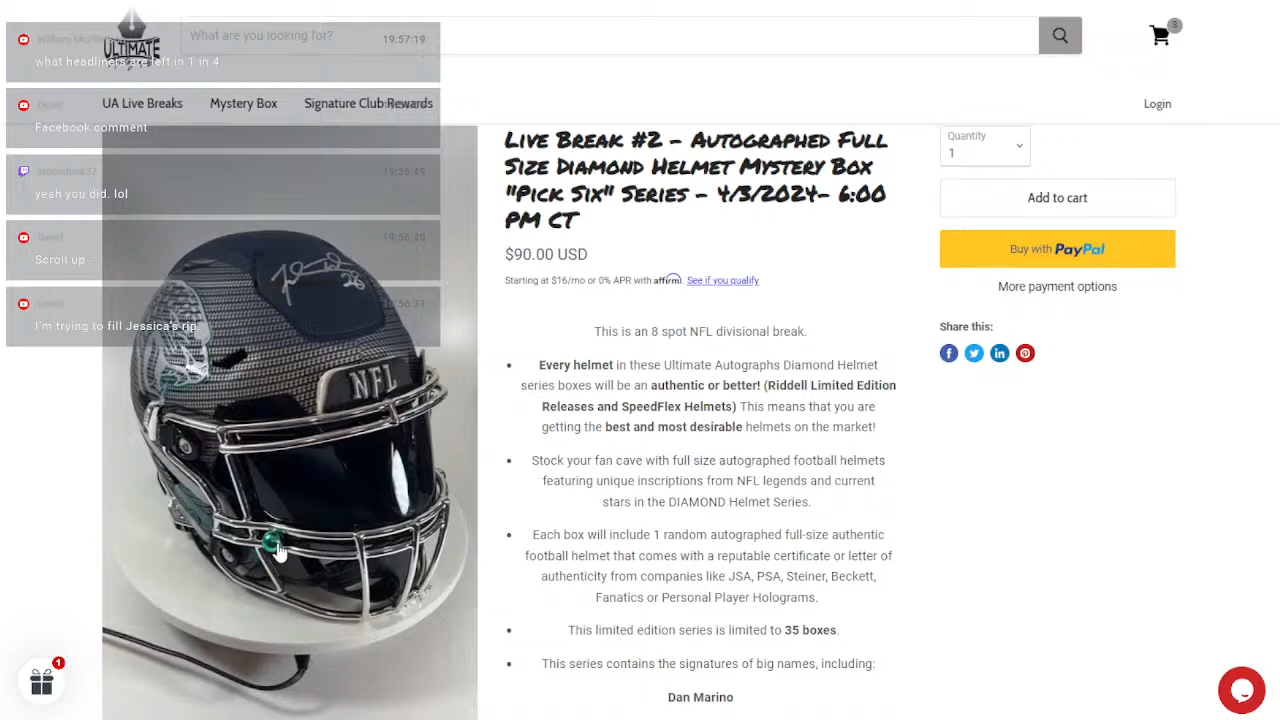 ULTIMATE
What are you looking for?
3
19:57:19
what headliners are left in 1 in 4
UA Live Breaks
Mystery Box
Signature Club Rewards
Login
Facebook comment
19:56:49
yeah you did. lol
19:56:40
Scroll up
I'm trying to fill Jessica's rip.
28
NFL
Live Break #2 - Autographed Full
Size Diamond Helmet Mystery Box
"Pick Six" Series - 4/3/2024- 6:00
PM CT
$90.00 USD
Starting at $16/mo or 0% APR with affirm. See if you qualify
This is an 8 spot NFL divisional break.
Every helmet in these Ultimate Autographs Diamond Helmet
series boxes will be an authentic or better! (Riddell Limited Edition
Releases and SpeedFlex Helmets) This means that you are
getting the best and most desirable helmets on the market!
Stock your fan cave with full size autographed football helmets
featuring unique inscriptions from NFL legends and current
stars in the DIAMOND Helmet Series.
Each box will include 1 random autographed full-size authentic
football helmet that comes with a reputable certificate or letter of
authenticity from companies like JSA, PSA, Steiner, Beckett,
Fanatics or Personal Player Holograms.
This limited edition series is limited to 35 boxes.
This series contains the signatures of big names, including:
Dan Marino
Quantity
1
Add to cart
Buy with PayPal
More payment options
Share this:
1